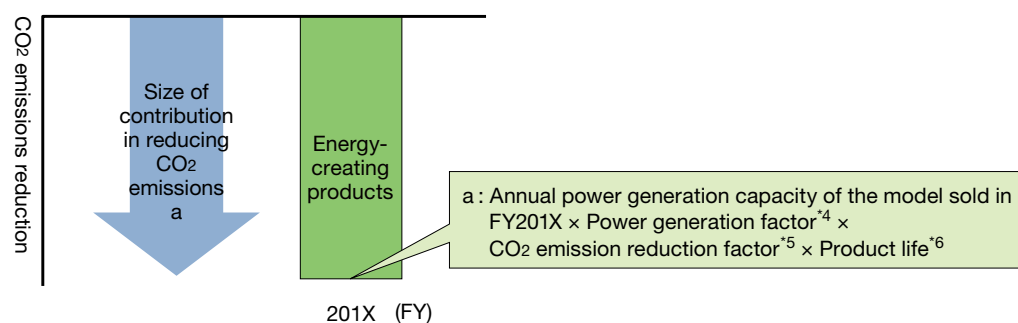 CO2 emissions reduction
Size of
contribution
in reducing
CO2
emissions
a
Energy-
creating
products
a : Annual power generation capacity of the model sold in
FY201X × Power generation factor*4 ×
CO2 emission reduction factor*5 × Product life*6
201X (FY)